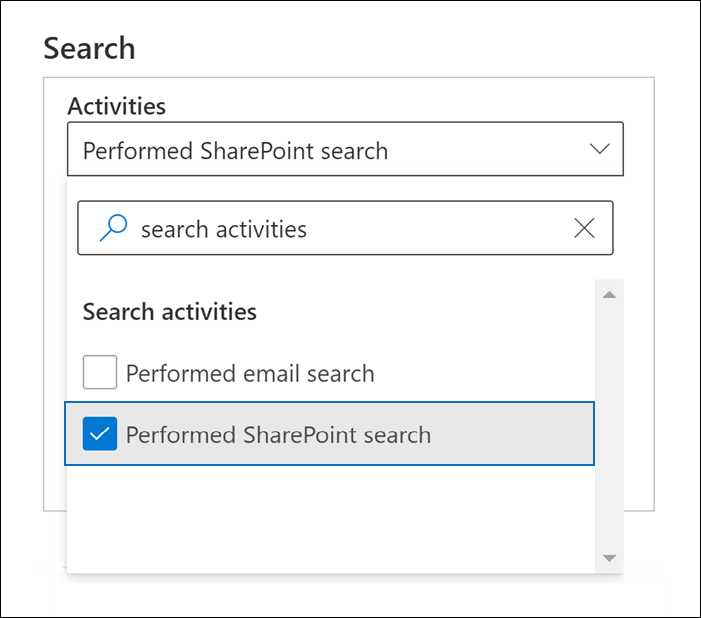 Search
Activities
Performed SharePoint search
search activities
Search activities
Performed email search
Performed SharePoint search